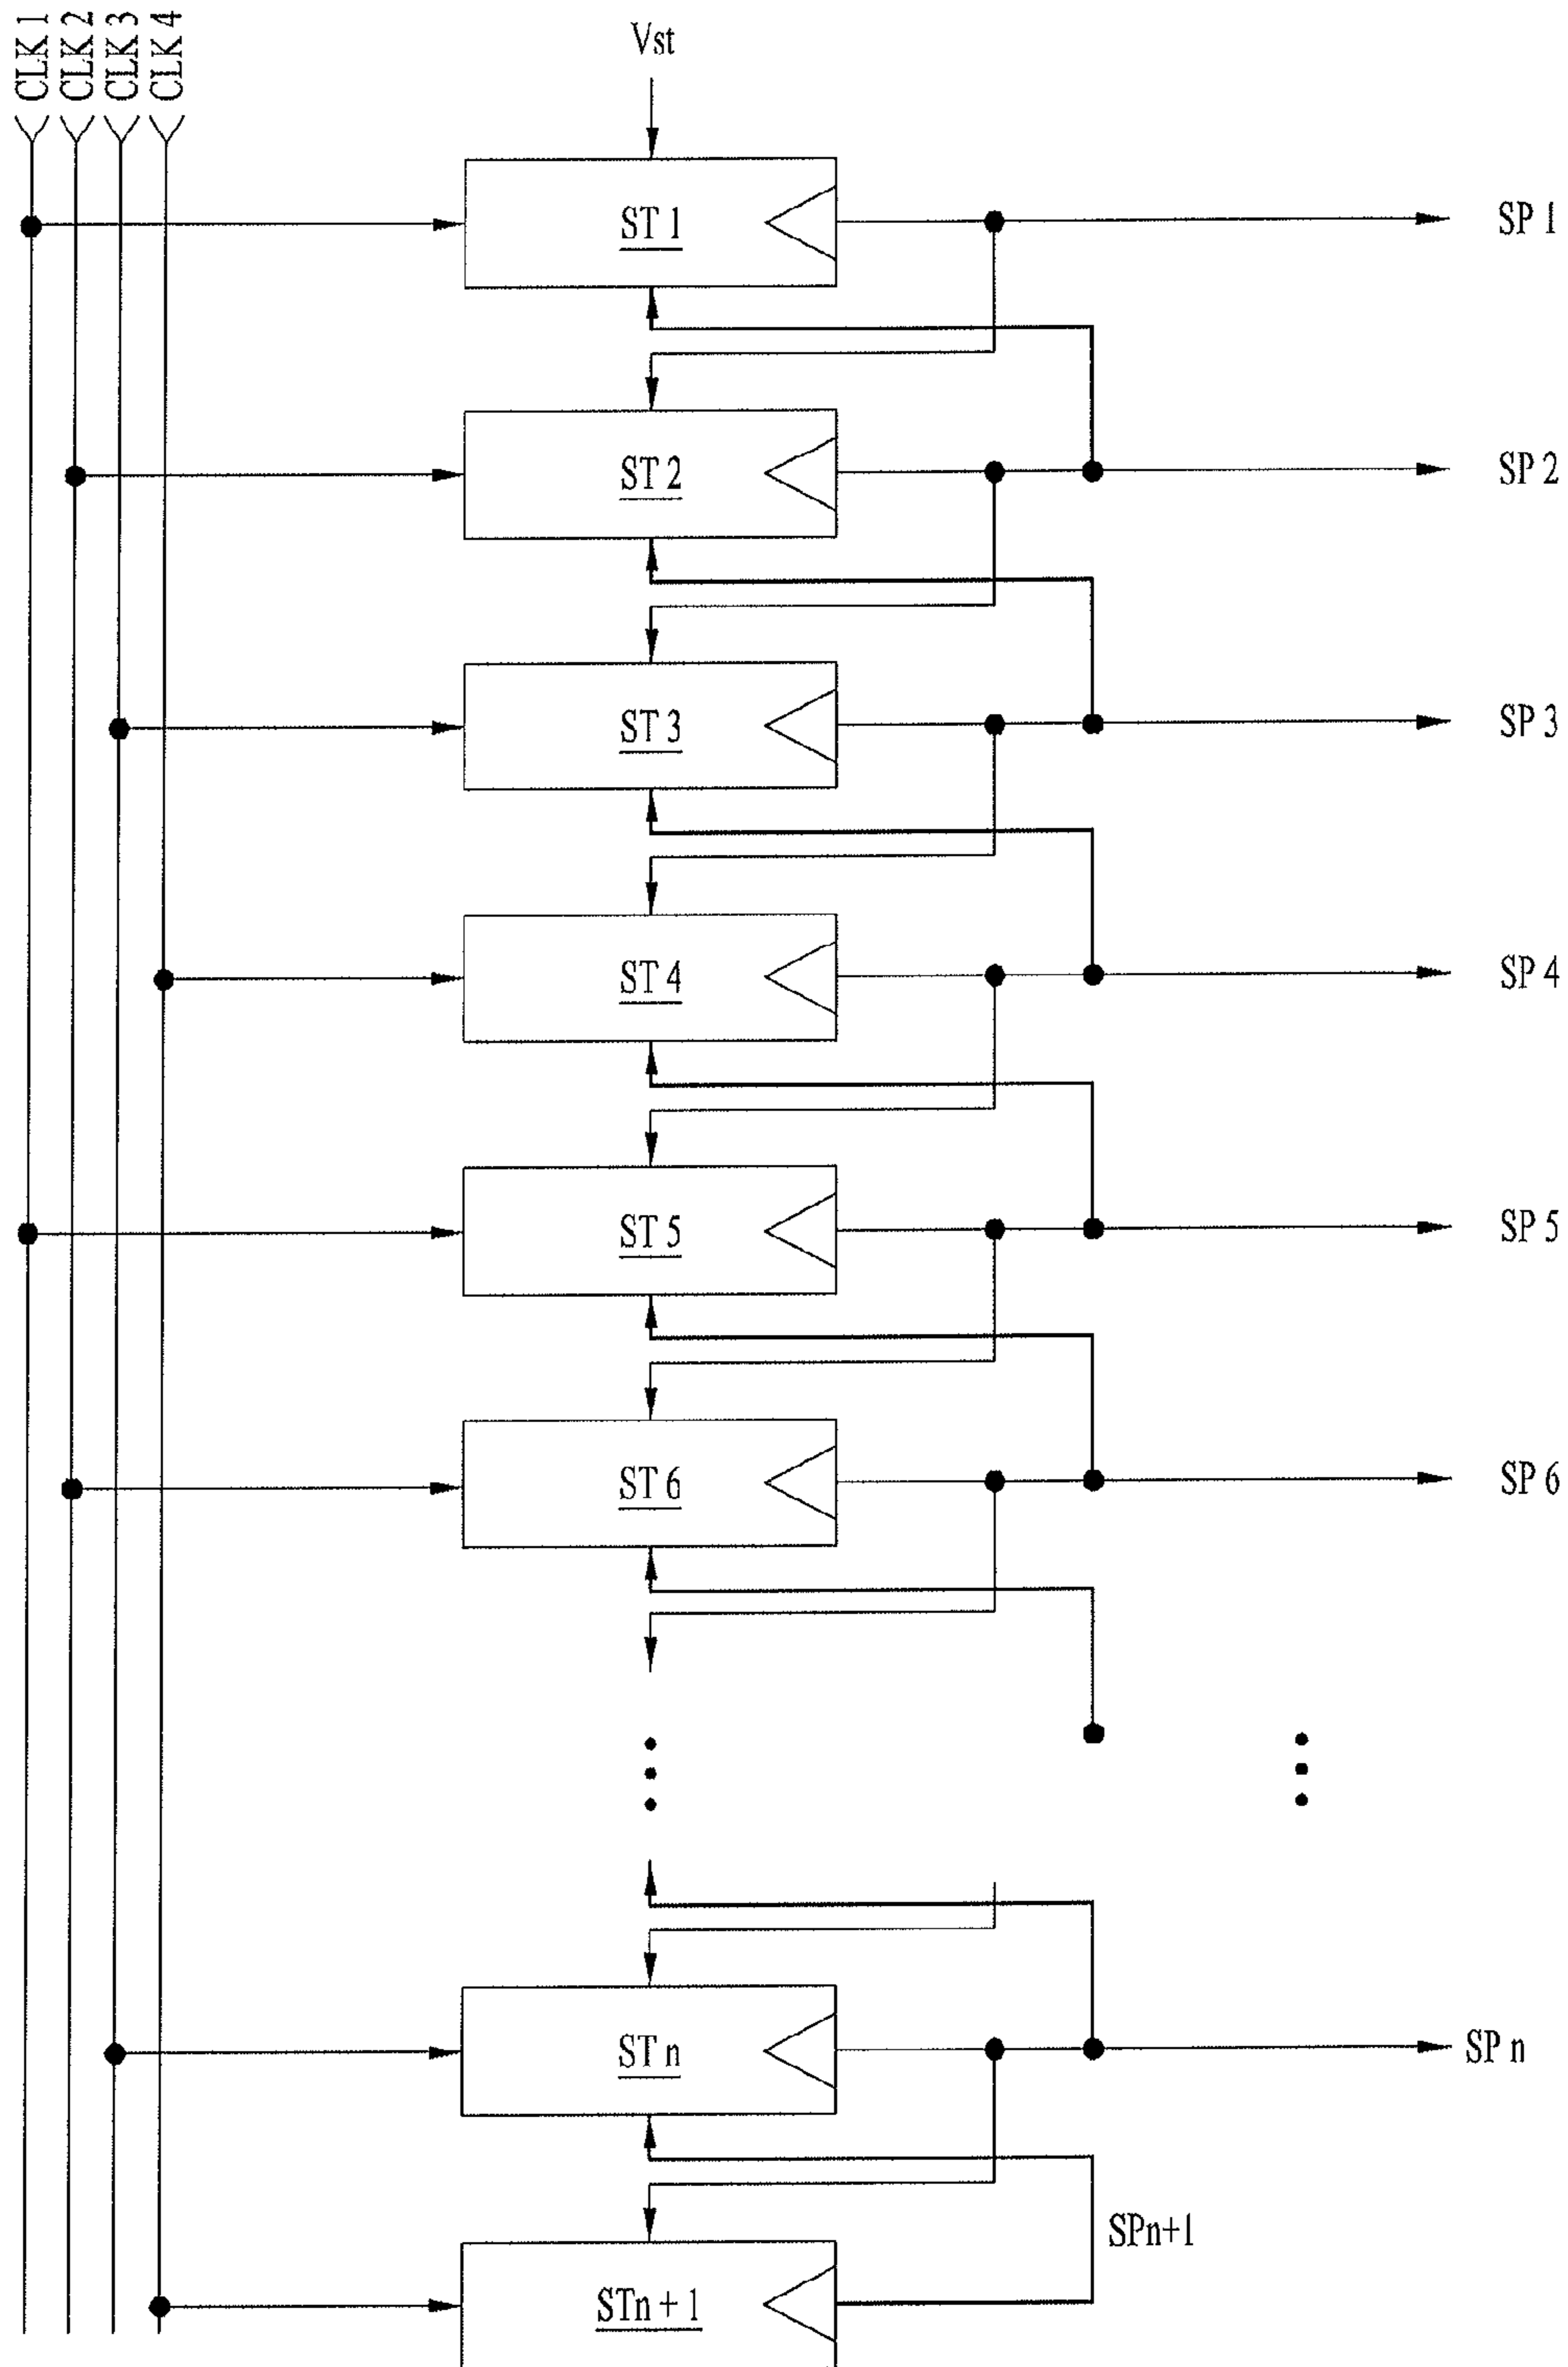 CLK 1
CLK 2
CLK 3
CLK 4
Vst
ST 1
SP 1
ST 2
SP 2
ST 3
SP 3
ST 4
SP 4
ST 5
SP 5
ST 6
SP 6
ST n
SP n
SPn+1
STn + 1